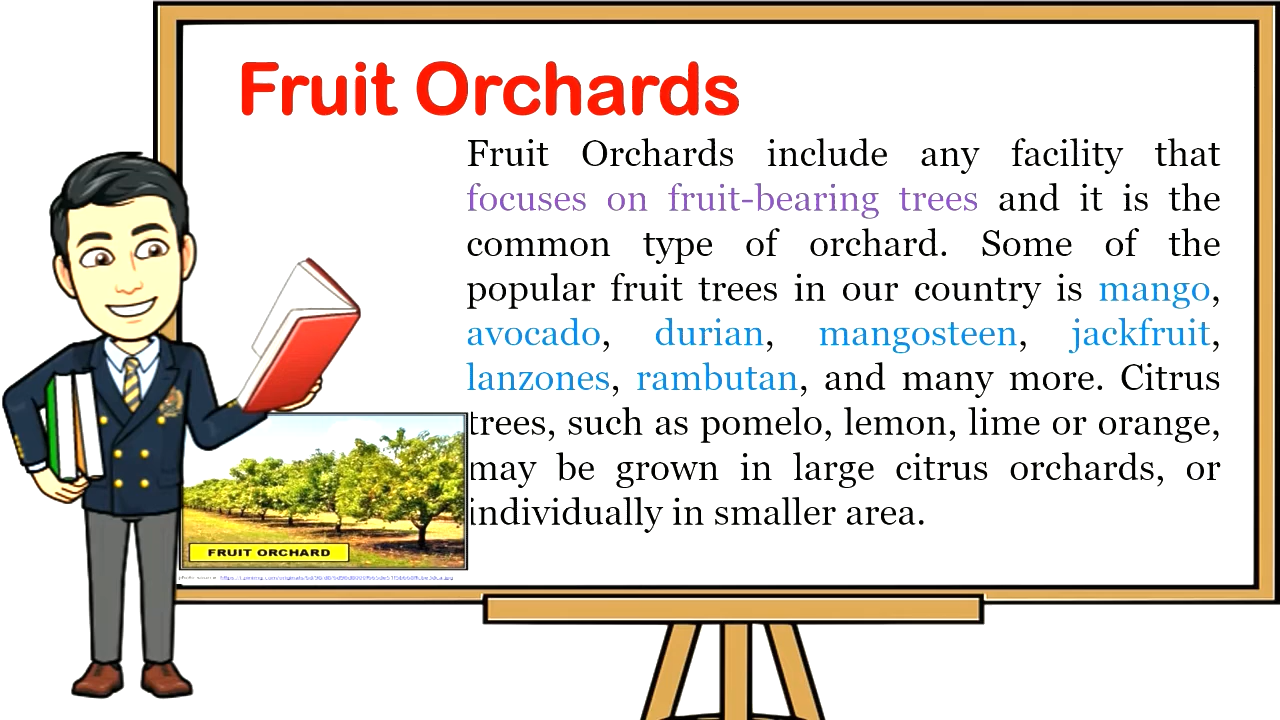 Fruit Orchards
Fruit Orchards include any facility that
focuses on fruit-bearing trees and it is the
common type of orchard. Some of the
popular fruit trees in our country is mango,
avocado, durian, mangosteen, jackfruit,
lanzones, rambutan, and many more. Citrus
trees, such as pomelo, lemon, lime or orange,
may be grown in large citrus orchards, or
individually in smaller area.
FRUIT ORCHARD
photo source: